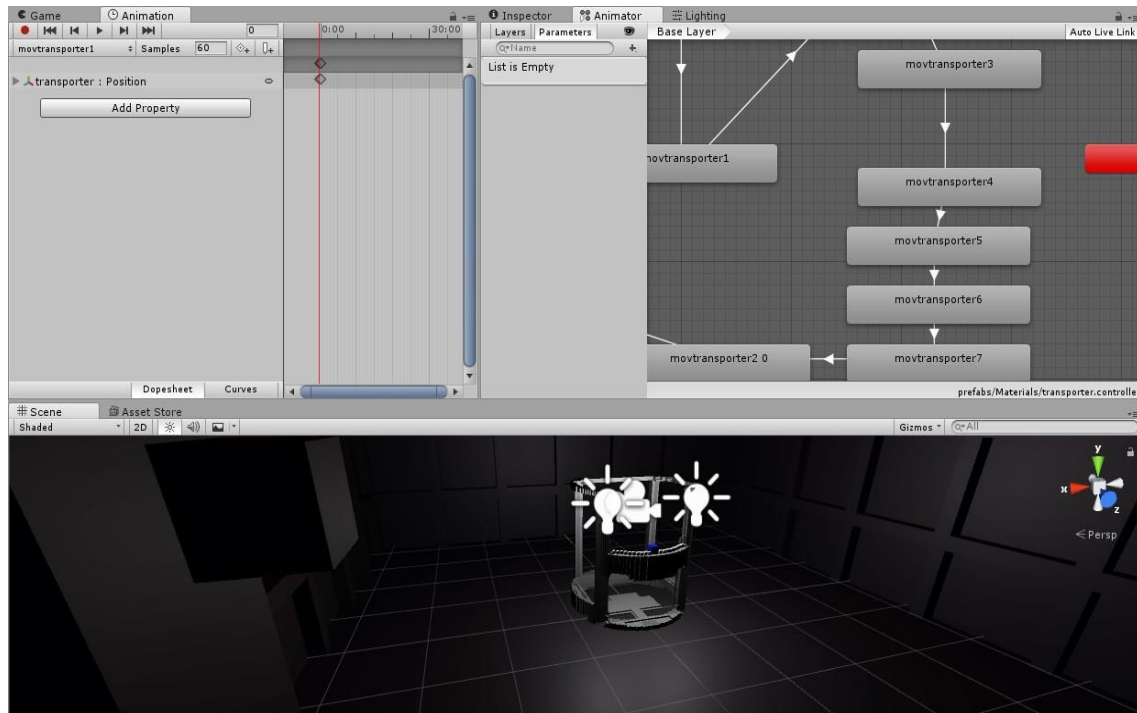 Game
Animation
0
0:00
30:00
movtransporter1
Samples
60
transporter : Position
Add Property
Dopesheet
Curves
Inspector
Animator
Lighting
Layers
Parameters
Base Layer
Auto Live Link
Name
List is Empty
movtransporter3
movtransporter1
movtransporter4
movtransporter5
movtransporter6
movtransporter2 0
movtransporter7
prefabs/Materials/transporter.controlle
Scene
Asset Store
Shaded
2D
Gizmos
All
y
x
z
Persp